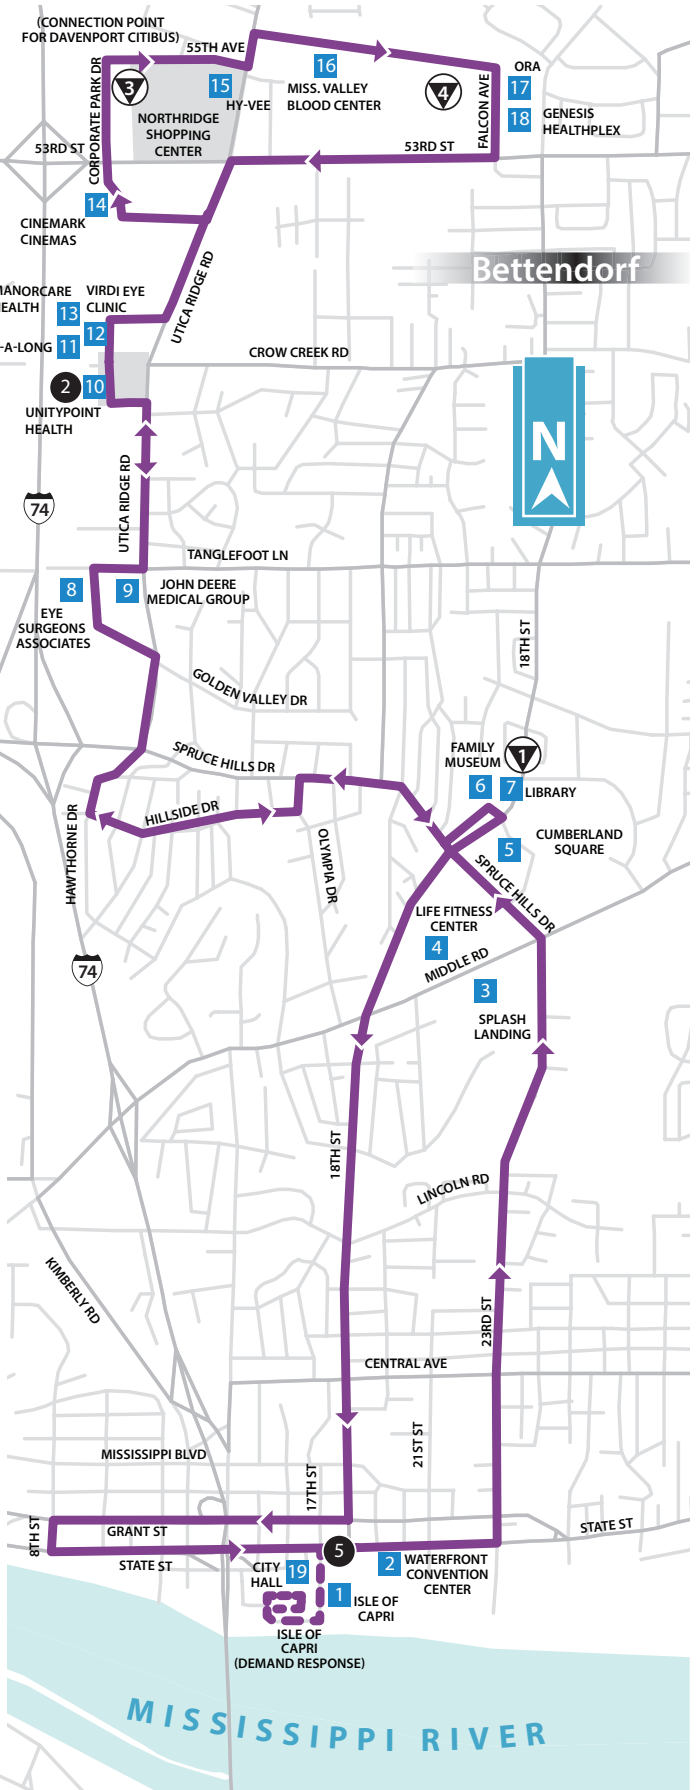 (CONNECTION POINT
FOR DAVENPORT CITIBUS)
55TH AVE
16
ORA
17
3
15
MISS. VALLEY
BLOOD CENTER
4
FALCON AVE
HY-VEE
18
GENESIS
HEALTHPLEX
CORPORATE PARK DR
NORTHRIDGE
SHOPPING
CENTER
53RD ST
53RD ST
14
CINEMARK
CINEMAS
UTICA RIDGE RD
Bettendorf
MANORCARE
HEALTH
13
VIRDI EYE
CLINIC
12
-A-LONG
11
CROW CREEK RD
2
10
UNITYPOINT
HEALTH
N
74
UTICA RIDGE RD
TANGLEFOOT LN
8
9
JOHN DEERE
MEDICAL GROUP
EYE
SURGEONS
ASSOCIATES
18TH ST
GOLDEN VALLEY DR
SPRUCE HILLS DR
FAMILY
MUSEUM
1
6
7
LIBRARY
HILLSIDE DR
HAWTHORNE DR
OLYMPIA DR
5
CUMBERLAND
SQUARE
SPRUCE HILLS DR
LIFE FITNESS
CENTER
4
MIDDLE RD
74
3
SPLASH
LANDING
18TH ST
LINCOLN RD
KIMBERLY RD
23RD ST
CENTRAL AVE
21ST ST
MISSISSIPPI BLVD
17TH ST
8TH ST
GRANT ST
STATE ST
STATE ST
5
CITY
HALL
19
2
WATERFRONT
CONVENTION
CENTER
1
ISLE OF
CAPRI
ISLE OF
CAPRI
(DEMAND RESPONSE)
MISSISSIPPI RIVER